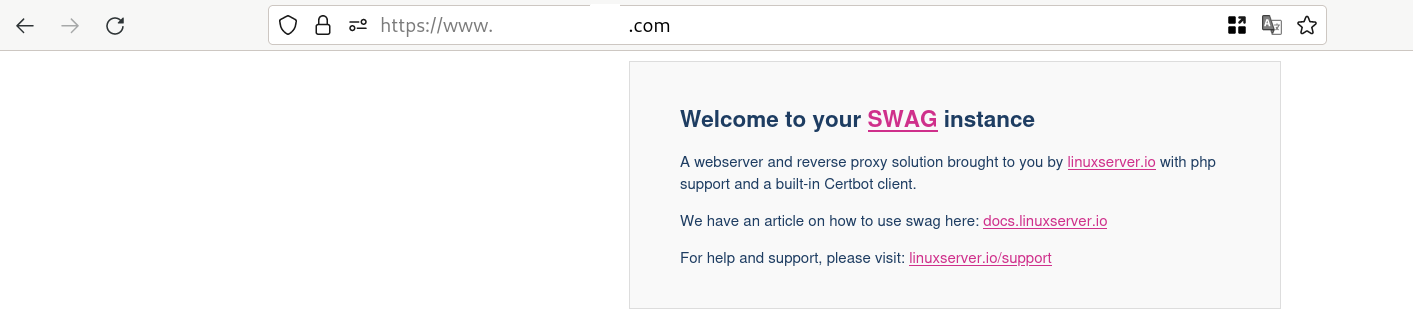 https://www. .com
Welcome to your SWAG instance
A webserver and reverse proxy solution brought to you by linuxserver.io with php
support and a built-in Certbot client.
We have an article on how to use swag here: docs.linuxserver.io
For help and support, please visit: linuxserver.io/support